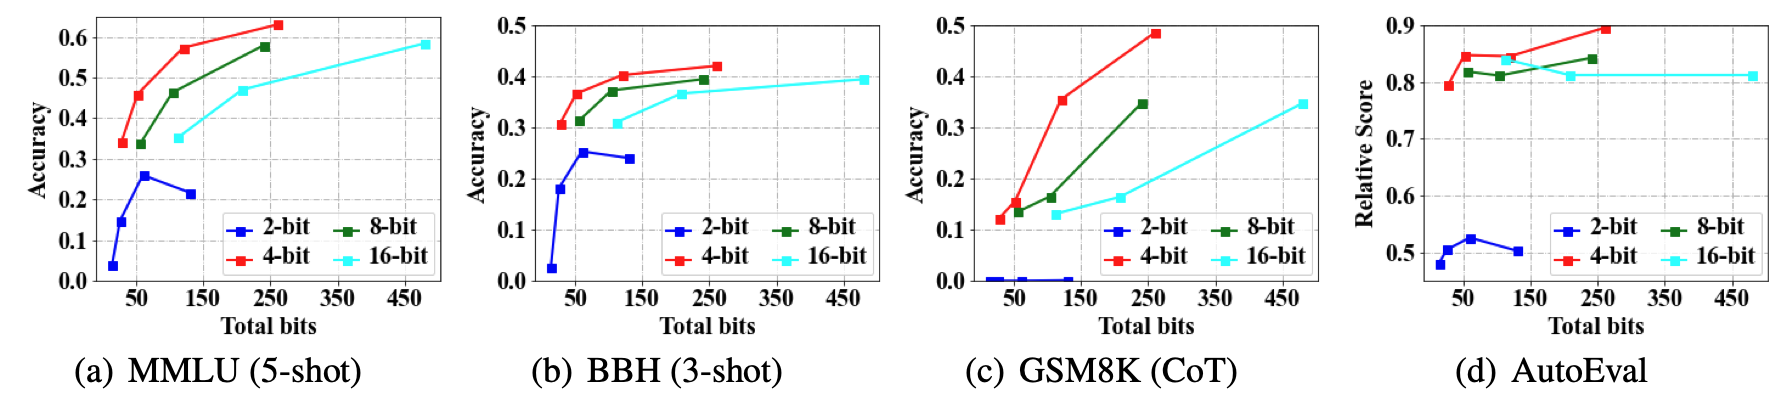 Accuracy
0.6
0.5
0.4
0.3
0.2
0.1
0.0
50 150 250 350 450
Total bits
2-bit 8-bit
4-bit 16-bit
(a) MMLU (5-shot)
Accuracy
0.5
0.4
0.3
0.2
0.1
0.0
50 150 250 350 450
Total bits
2-bit 8-bit
4-bit 16-bit
(b) BBH (3-shot)
Accuracy
0.5
0.4
0.3
0.2
0.1
0.0
50 150 250 350 450
Total bits
2-bit 8-bit
4-bit 16-bit
(c) GSM8K (CoT)
Relative Score
0.9
0.8
0.7
0.6
0.5
50 150 250 350 450
Total bits
2-bit 8-bit
4-bit 16-bit
(d) AutoEval